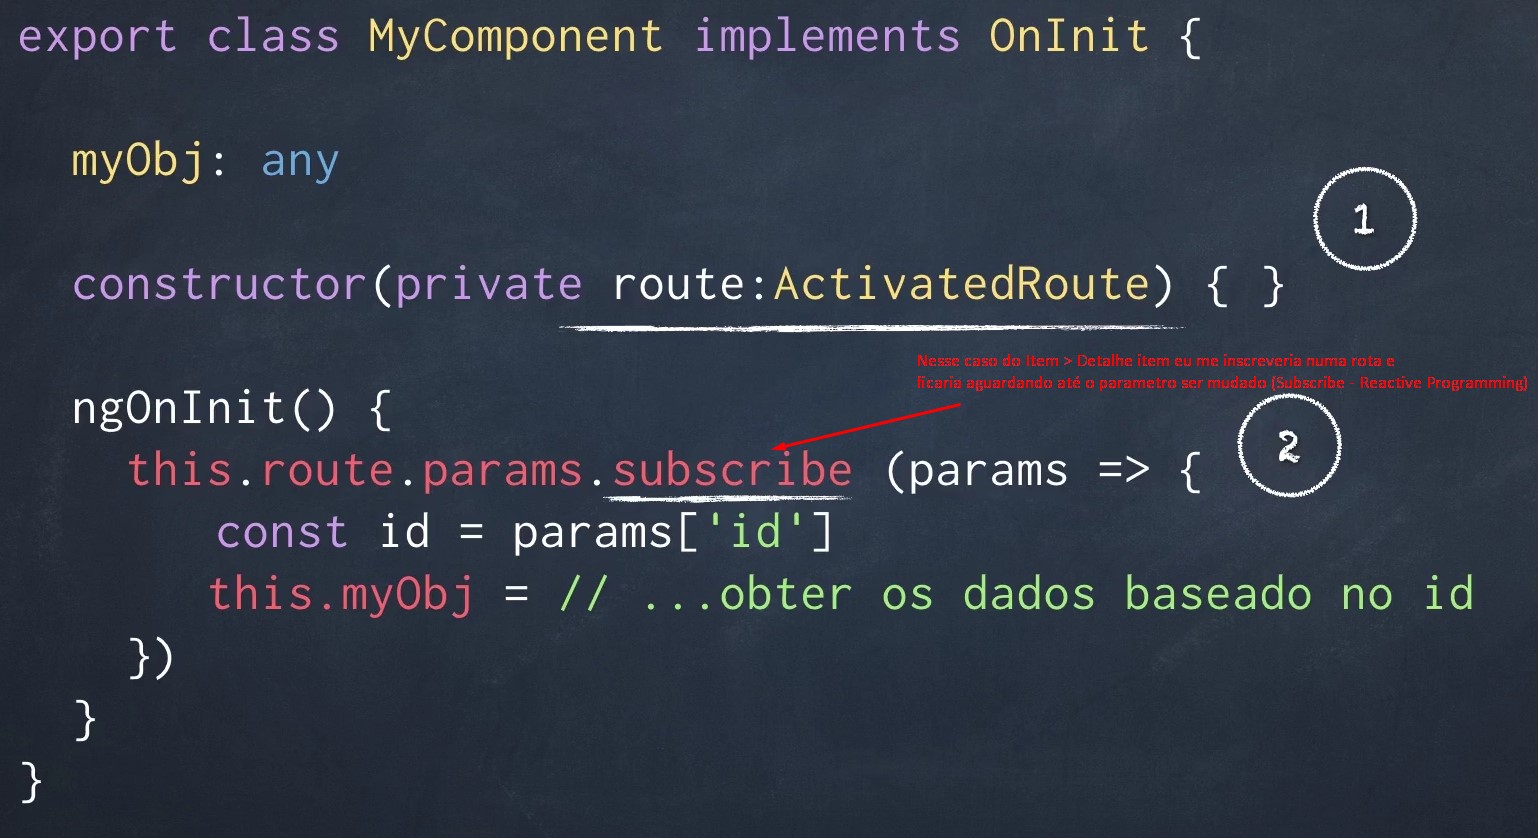 export class MyComponent implements OnInit {
myObj: any
1
constructor(private route:ActivatedRoute) { }
Nesse caso do Item > Detalhe item eu me inscreveria numa rota e
ficaria aguardando até o parametro ser mudado (Subscribe - Reactive Programming)
ngOnInit() {
2
this.route.params.subscribe (params => {
const id = params['id']
this.myObj = // ...obter os dados baseado no id
})
}
}